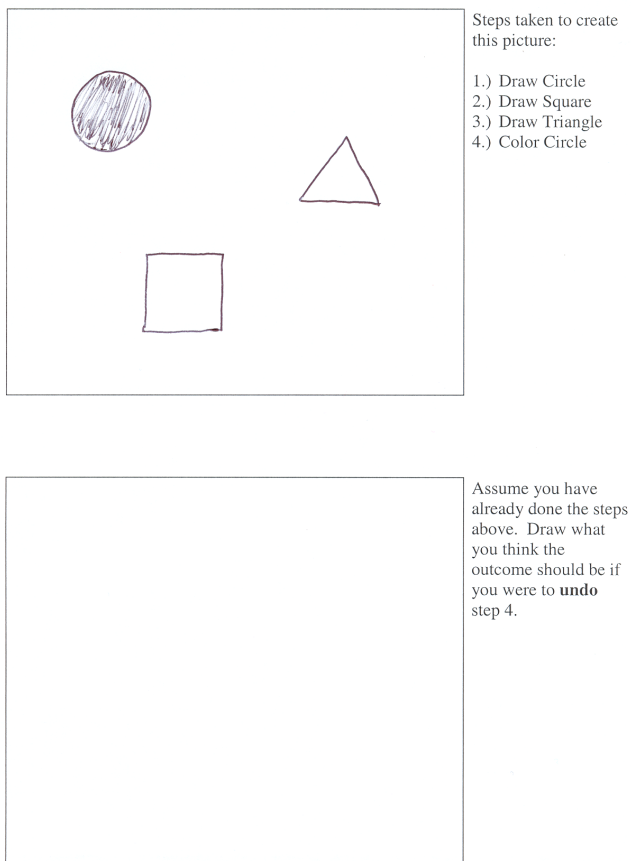 Steps taken to create
this picture:
1.) Draw Circle
2.) Draw Square
3.) Draw Triangle
4.) Color Circle
Assume you have
already done the steps
above. Draw what
you think the
outcome should be if
you were to undo
step 4.